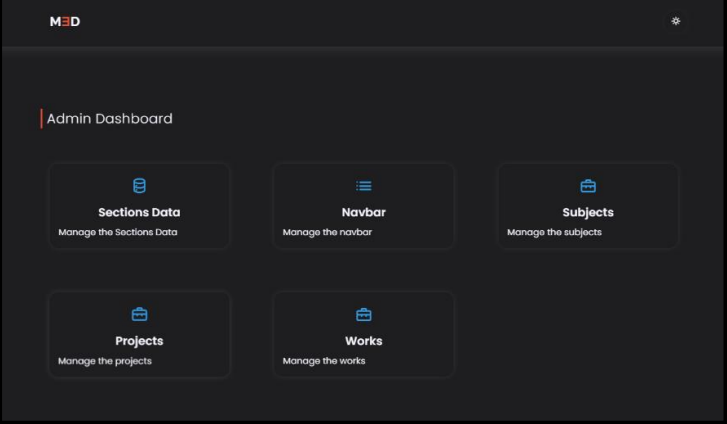 MƎD
Admin Dashboard
Sections Data
Manage the Sections Data
Navbar
Manage the navbar
Subjects
Manage the subjects
Projects
Manage the projects
Works
Manage the works